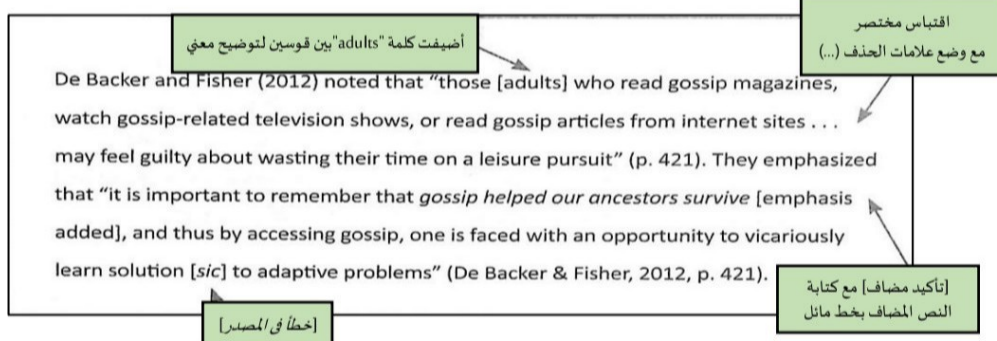 اقتباس مختصر
مع وضع علامات الحذف (...)
أضيفت كلمة "adults"بين قوسين لتوضيح معني
De Backer and Fisher (2012) noted that “those [adults] who read gossip magazines,
watch gossip-related television shows, or read gossip articles from internet sites . . .
may feel guilty about wasting their time on a leisure pursuit” (p. 421). They emphasized
that “it is important to remember that gossip helped our ancestors survive [emphasis
added], and thus by accessing gossip, one is faced with an opportunity to vicariously
learn solution [sic] to adaptive problems” (De Backer & Fisher, 2012, p. 421).
[تأكيد مضاف] مع كتابة
النص المضاف بخط مائل
[خطأ في المصدر]